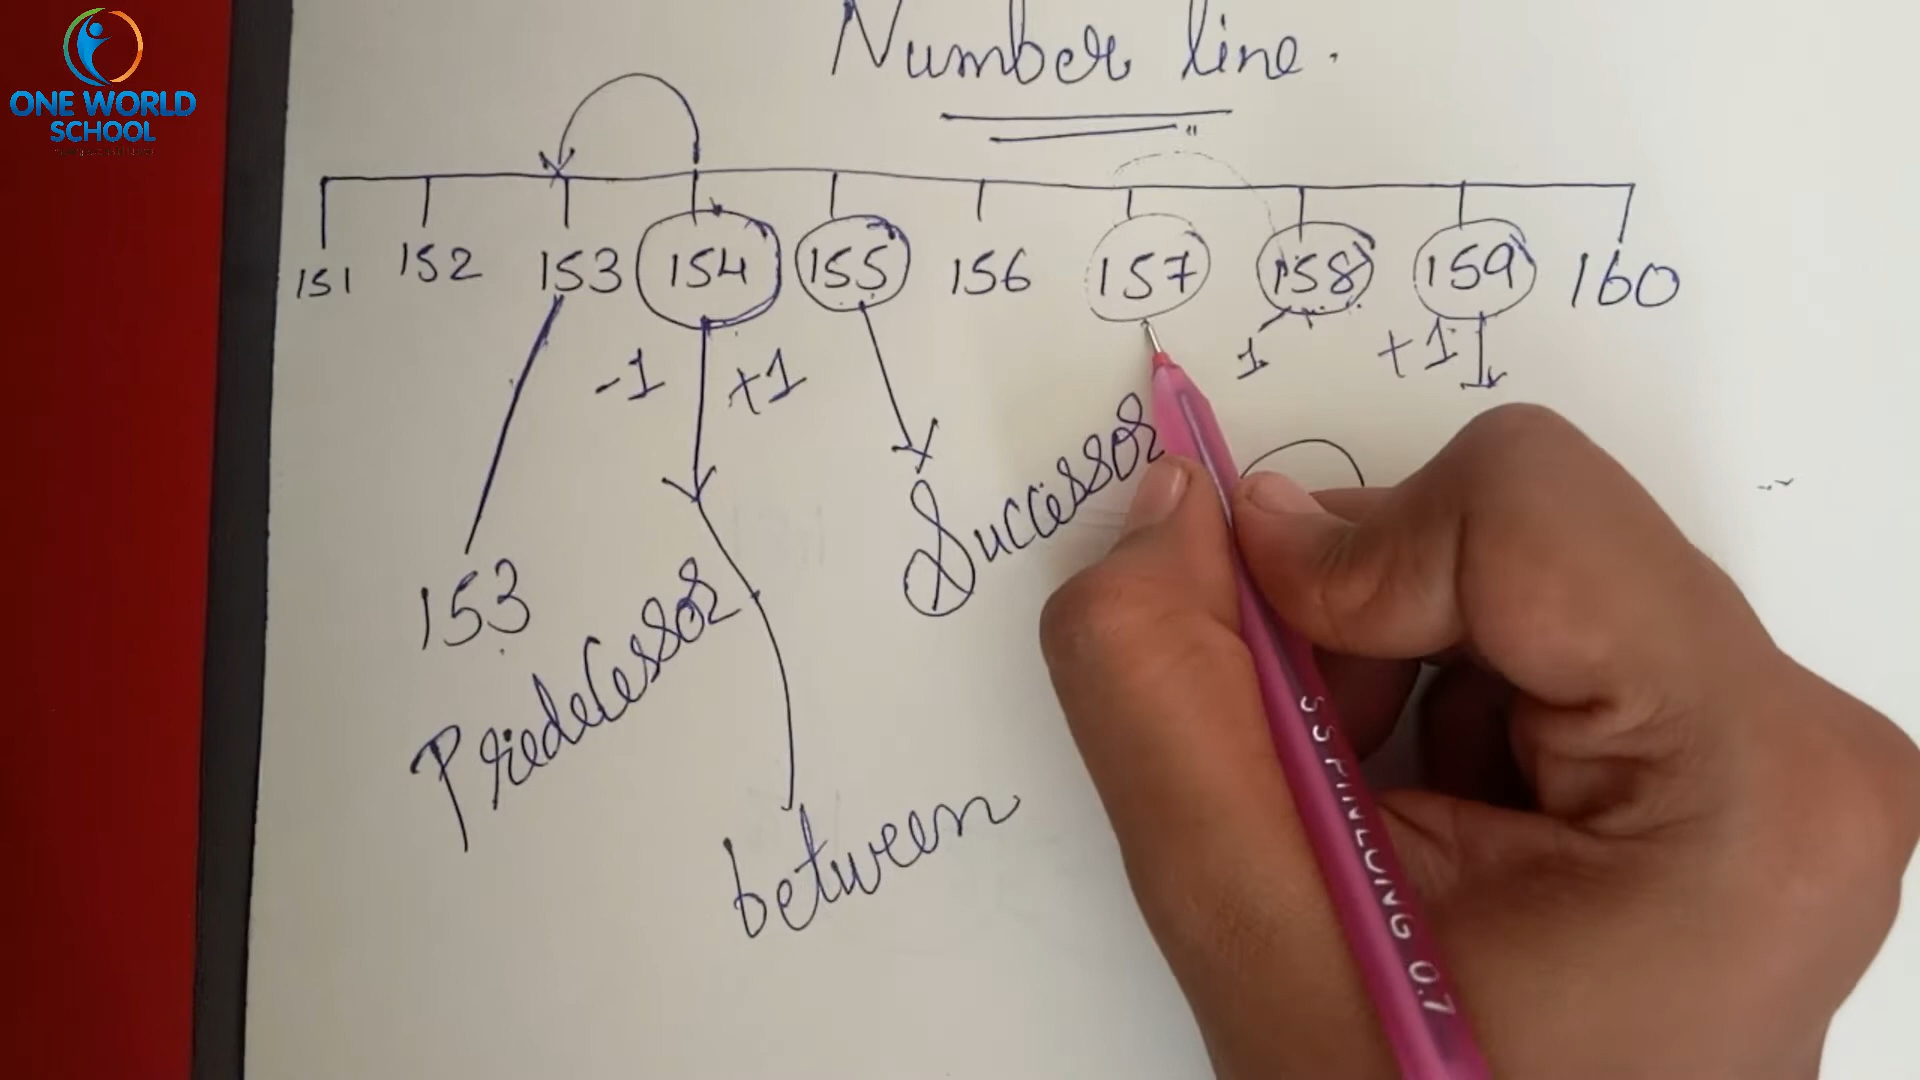 ONE WORLD
SCHOOL
Number line.
151 152 153 154 155 156 157 158 159 160
-1 +1 1 +1
Successor
153
Predecessor
between
SS FINEONG 0.7